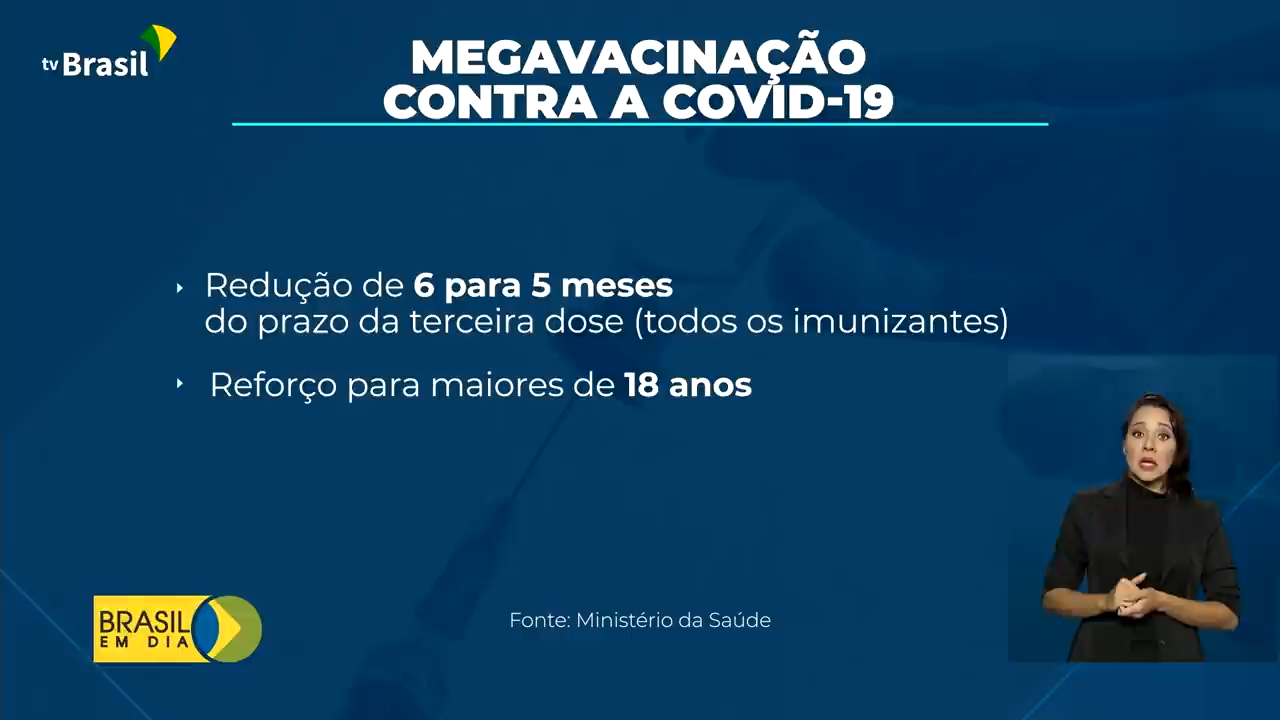 tv Brasil
MEGAVACINAÇÃO
CONTRA A COVID-19
‣ Redução de 6 para 5 meses
do prazo da terceira dose (todos os imunizantes)
‣ Reforço para maiores de 18 anos
BRASIL
EM DIA
Fonte: Ministério da Saúde